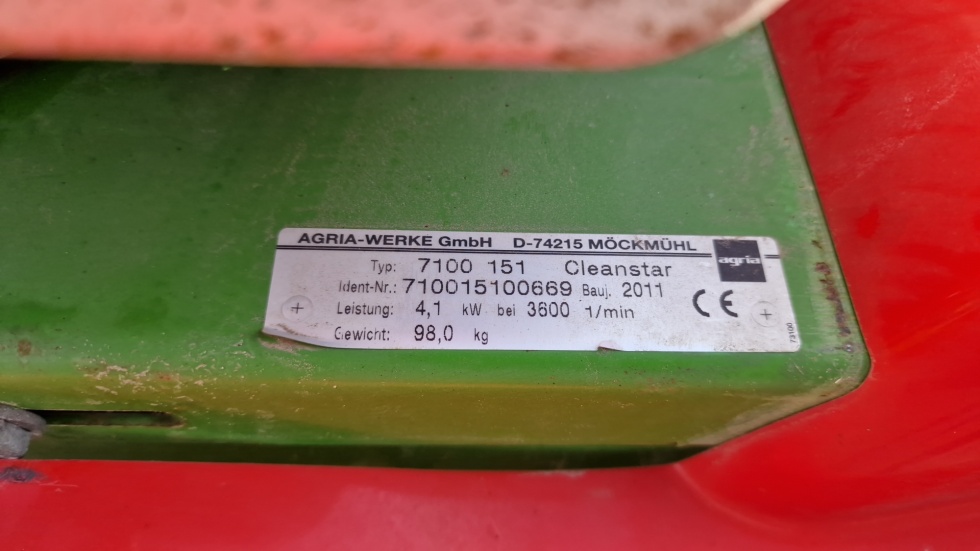 AGRIA-WERKE GmbH D-74215 MÖCKMÜHL
agria
Typ: 7100 151 Cleanstar
Ident-Nr.: 710015100669 Bauj. 2011
CE
Leistung: 4,1 kW bei 3600 1/min
Gewicht: 98,0 kg
73100